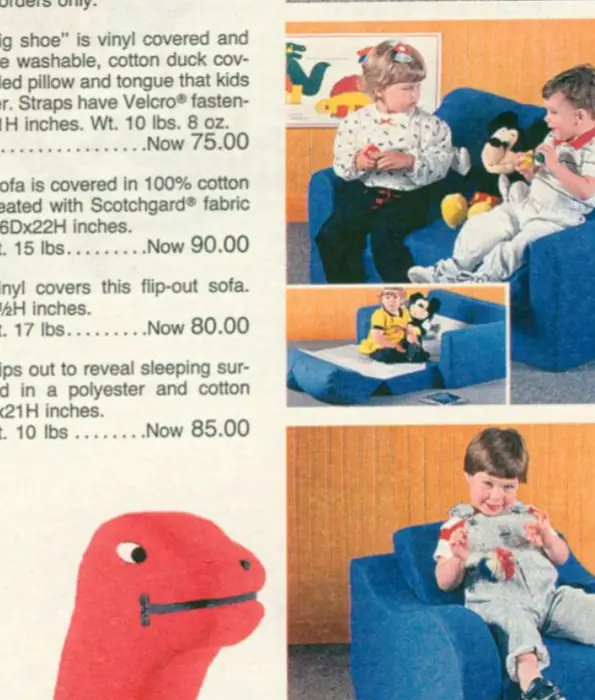 orders only.
ig shoe" is vinyl covered and
e washable, cotton duck cov-
led pillow and tongue that kids
er. Straps have Velcro® fasten-
1H inches. Wt. 10 lbs. 8 oz.
.................Now 75.00
ofa is covered in 100% cotton
eated with Scotchgard® fabric
6Dx22H inches.
t. 15 lbs.........Now 90.00
inyl covers this flip-out sofa.
½H inches.
t. 17 lbs.........Now 80.00
ips out to reveal sleeping sur-
d in a polyester and cotton
x21H inches.
t. 10 lbs ........Now 85.00